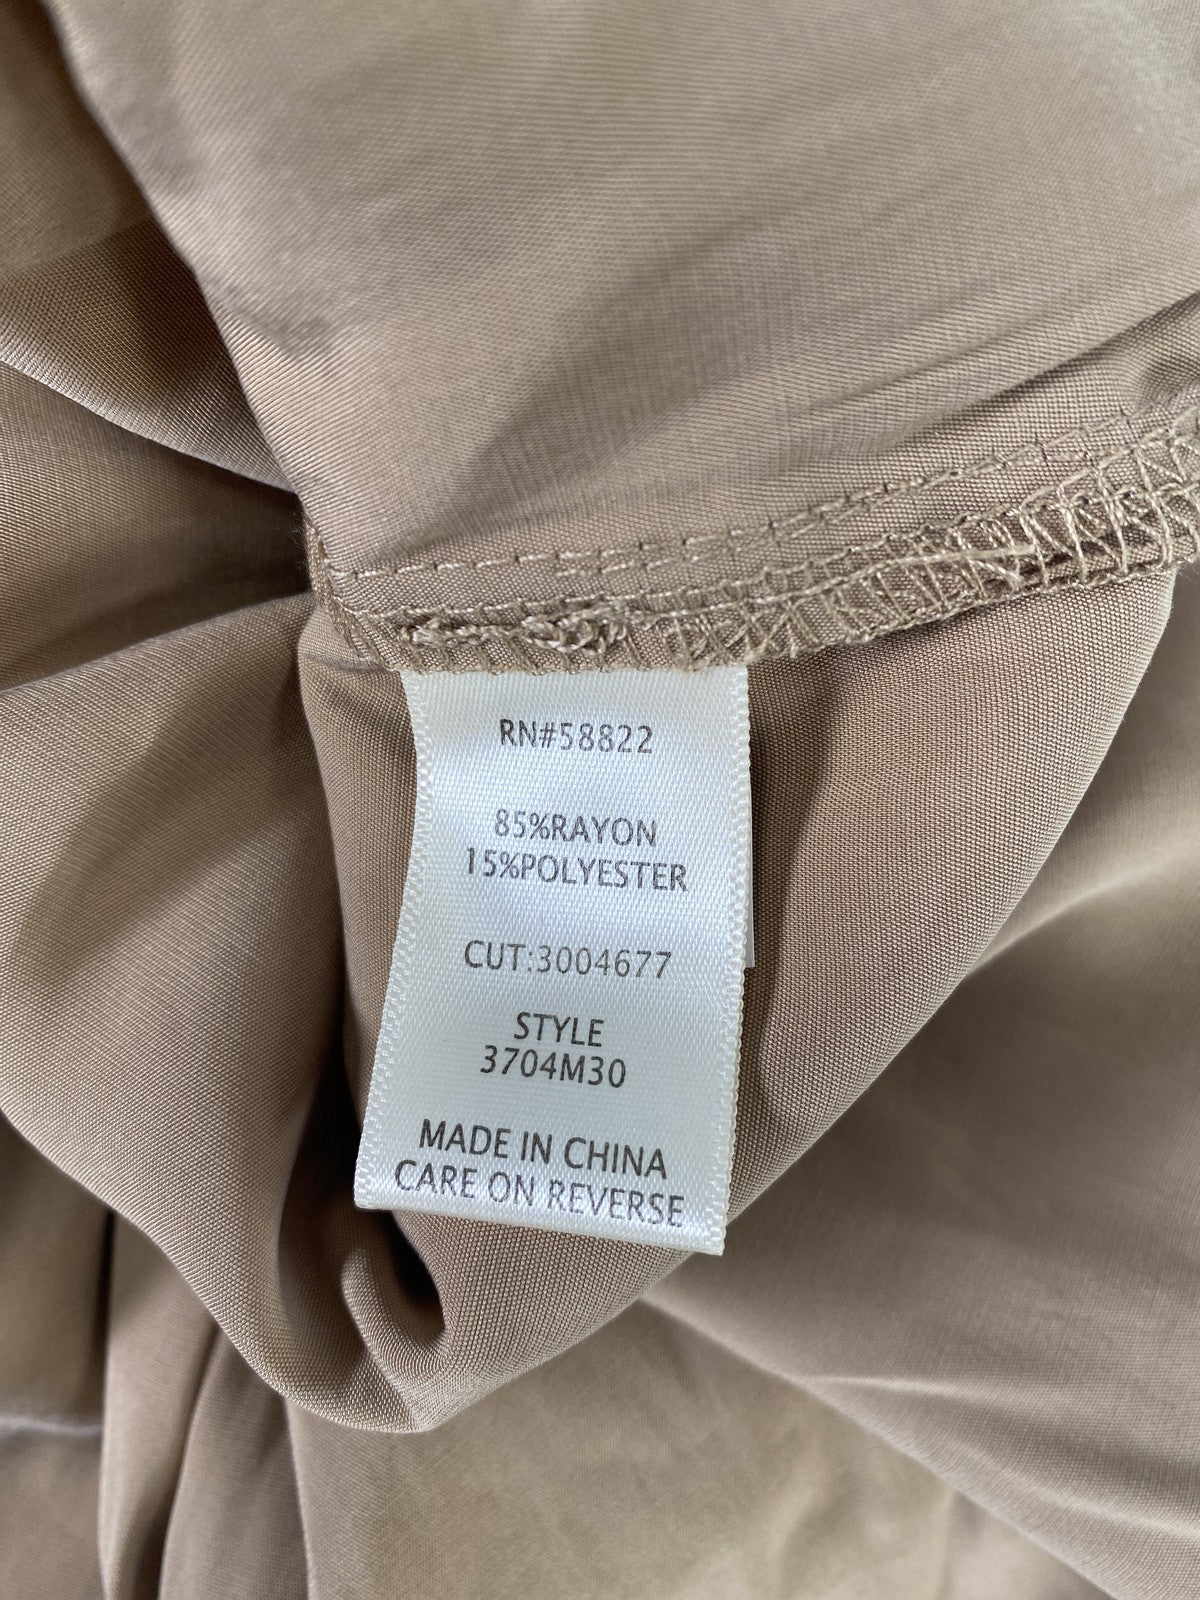 RN#58822
85%RAYON
15%POLYESTER
CUT:3004677
STYLE
3704M30
MADE IN CHINA
CARE ON REVERSE